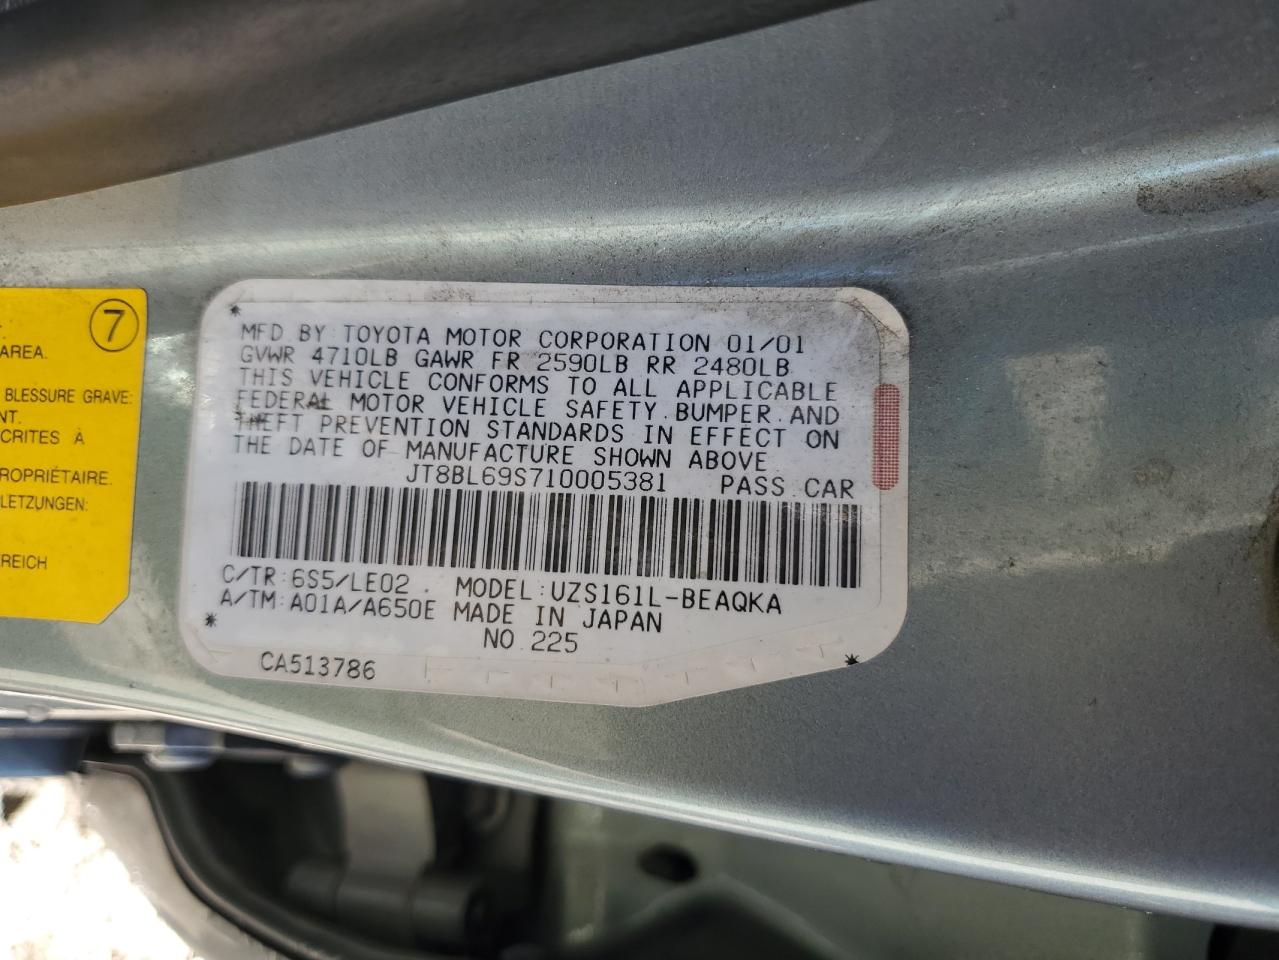 7
AREA.
BLESSURE GRAVE:
NT.
CRITES À
ROPRIÉTAIRE.
LETZUNGEN:
REICH
* MFD BY: TOYOTA MOTOR CORPORATION 01/01
GVWR 4710LB GAWR FR 2590LB RR 2480LB
THIS VEHICLE CONFORMS TO ALL APPLICABLE
FEDERAL MOTOR VEHICLE SAFETY. BUMPER. AND
THEFT PREVENTION STANDARDS IN EFFECT ON
THE DATE OF MANUFACTURE SHOWN ABOVE.
JT8BL69S710005381 PASS. CAR
C/TR: 6S5/LE02. MODEL: UZS161L-BEAQKA
A/TM: A01A/A650E MADE IN JAPAN
* NO. 225 *
CA513786